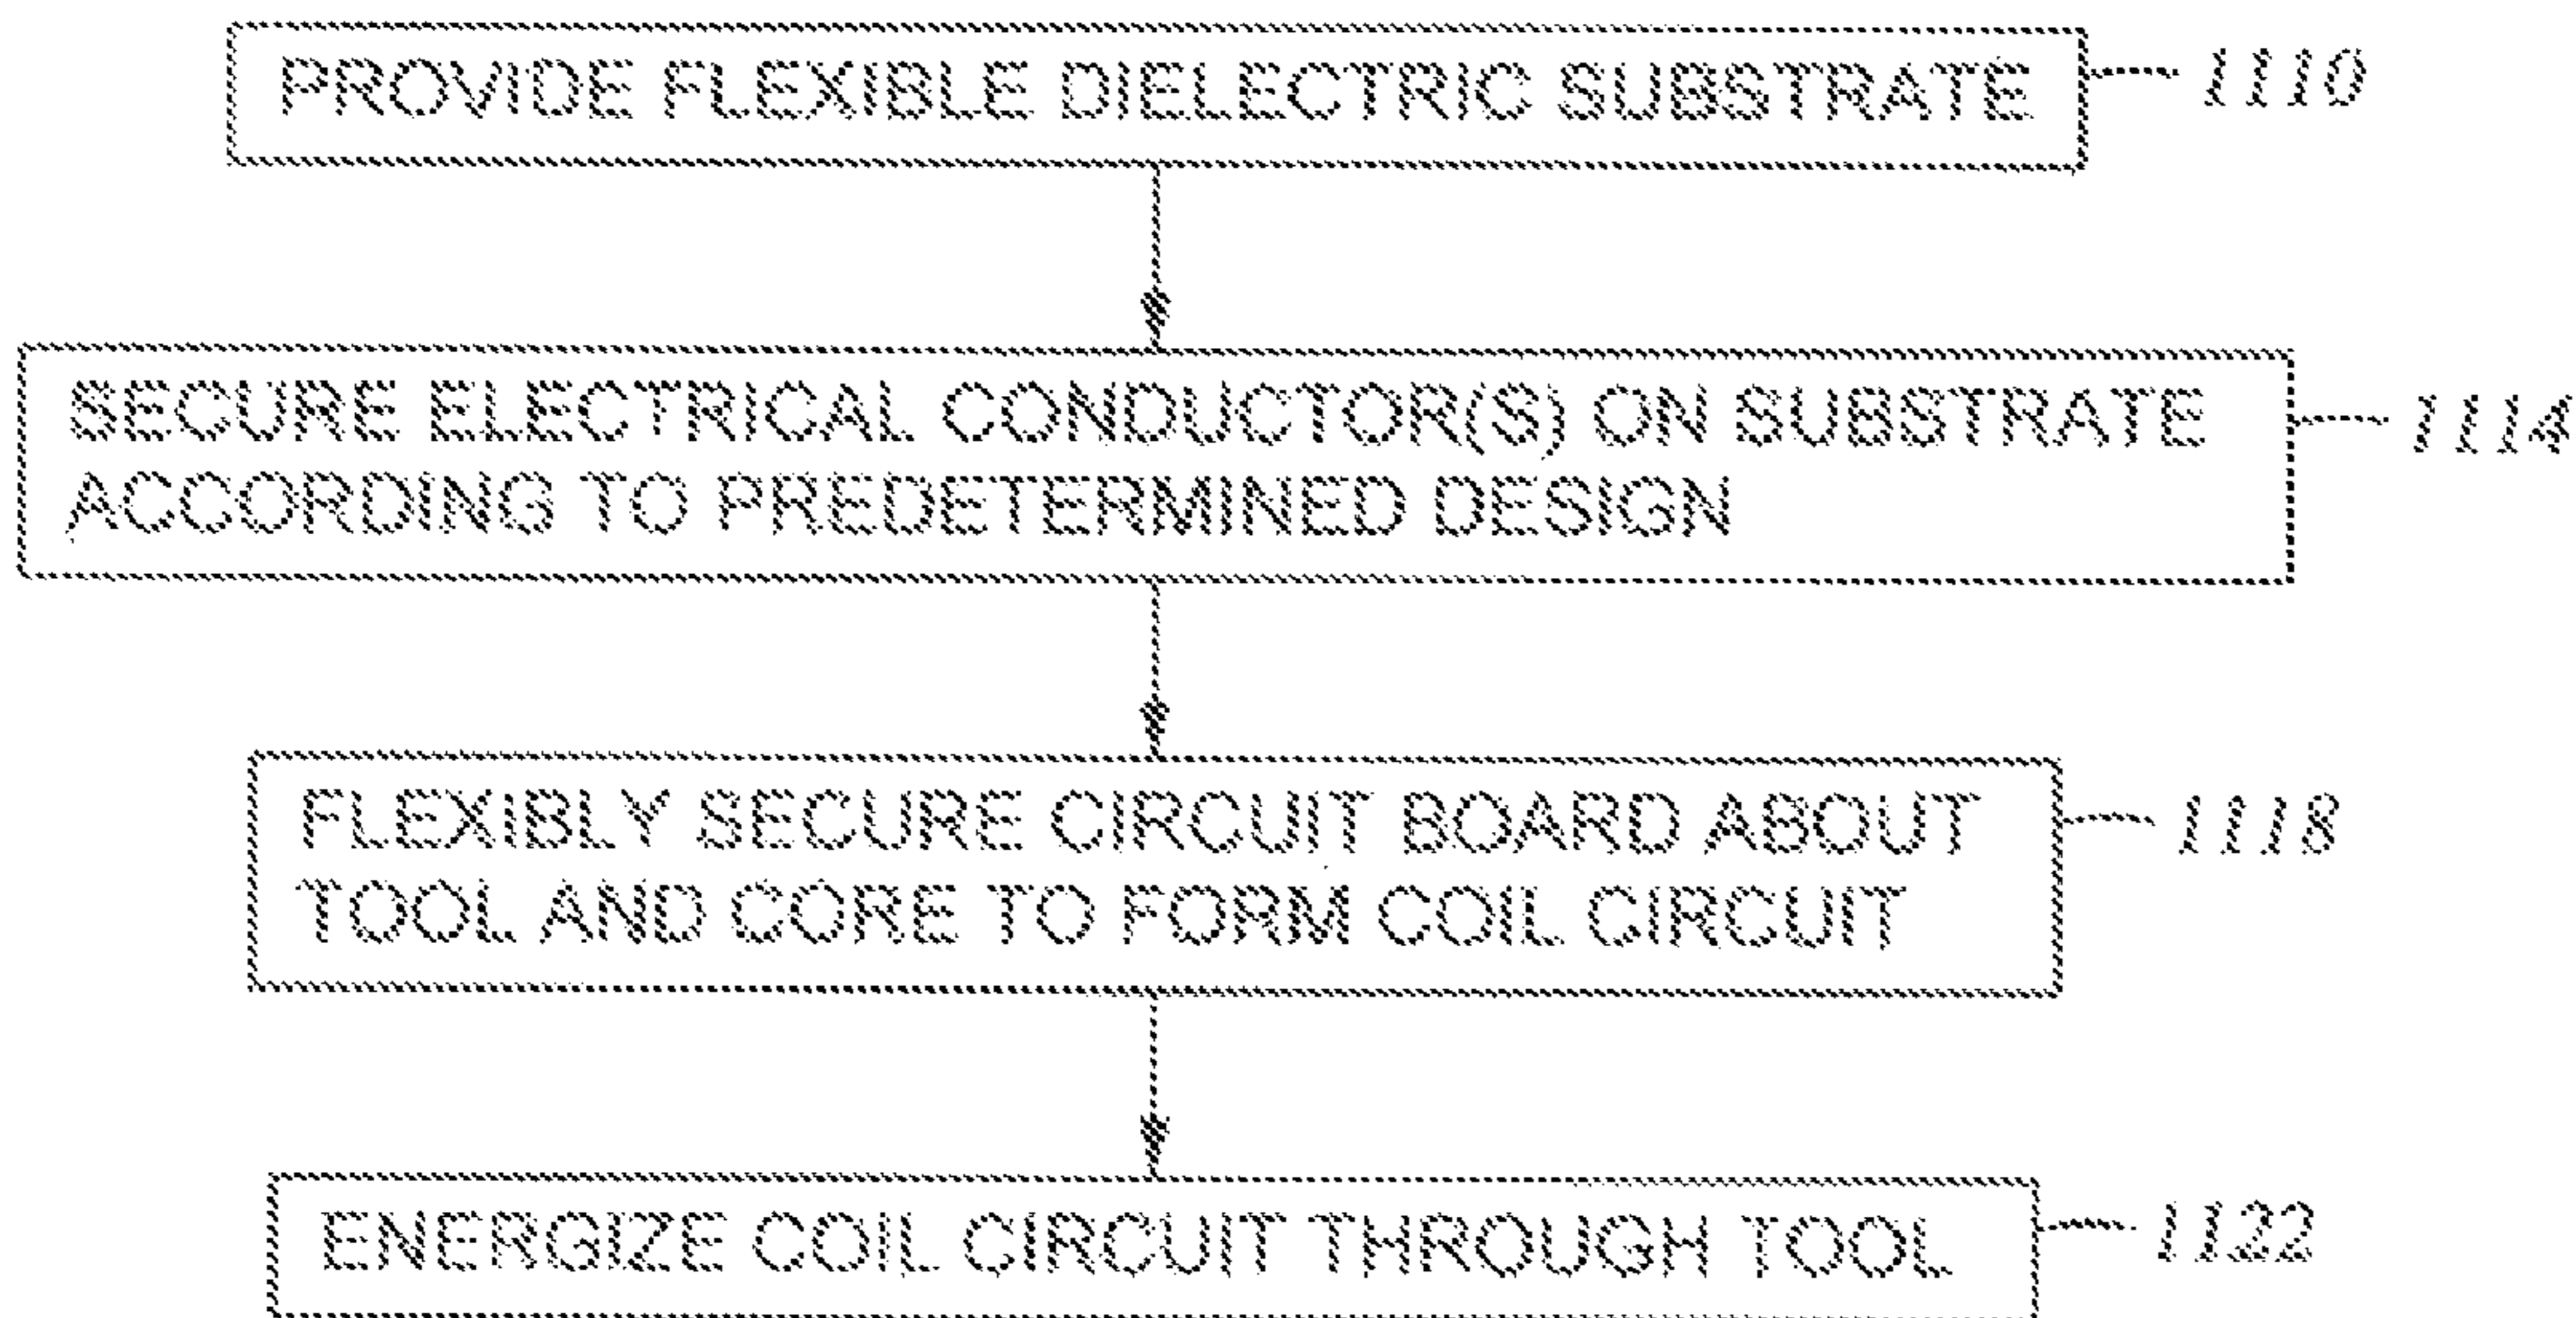 PROVIDE FLEXIBLE DIELECTRIC SUBSTRATE
1110
SECURE ELECTRICAL CONDUCTOR(S) ON SUBSTRATE
ACCORDING TO PREDETERMINED DESIGN
1114
FLEXIBLY SECURE CIRCUIT BOARD ABOUT
TOOL AND CORE TO FORM COIL CIRCUIT
1118
ENERGIZE COIL CIRCUIT THROUGH TOOL
1122